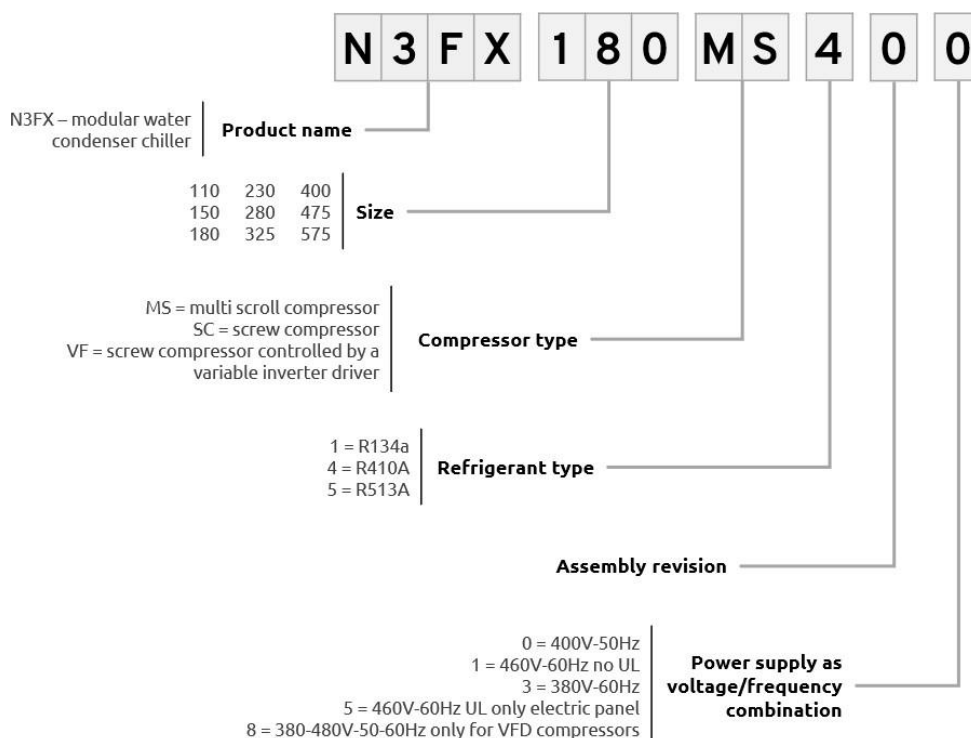 N3FX 180 MS 4 0 0
N3FX – modular water
condenser chiller
Product name
110 230 400
150 280 475
180 325 575
Size
MS = multi scroll compressor
SC = screw compressor
VF = screw compressor controlled by a
variable inverter driver
Compressor type
1 = R134a
4 = R410A
5 = R513A
Refrigerant type
Assembly revision
0 = 400V-50Hz
1 = 460V-60Hz no UL
3 = 380V-60Hz
5 = 460V-60Hz UL only electric panel
8 = 380-480V-50-60Hz only for VFD compressors
Power supply as
voltage/frequency
combination